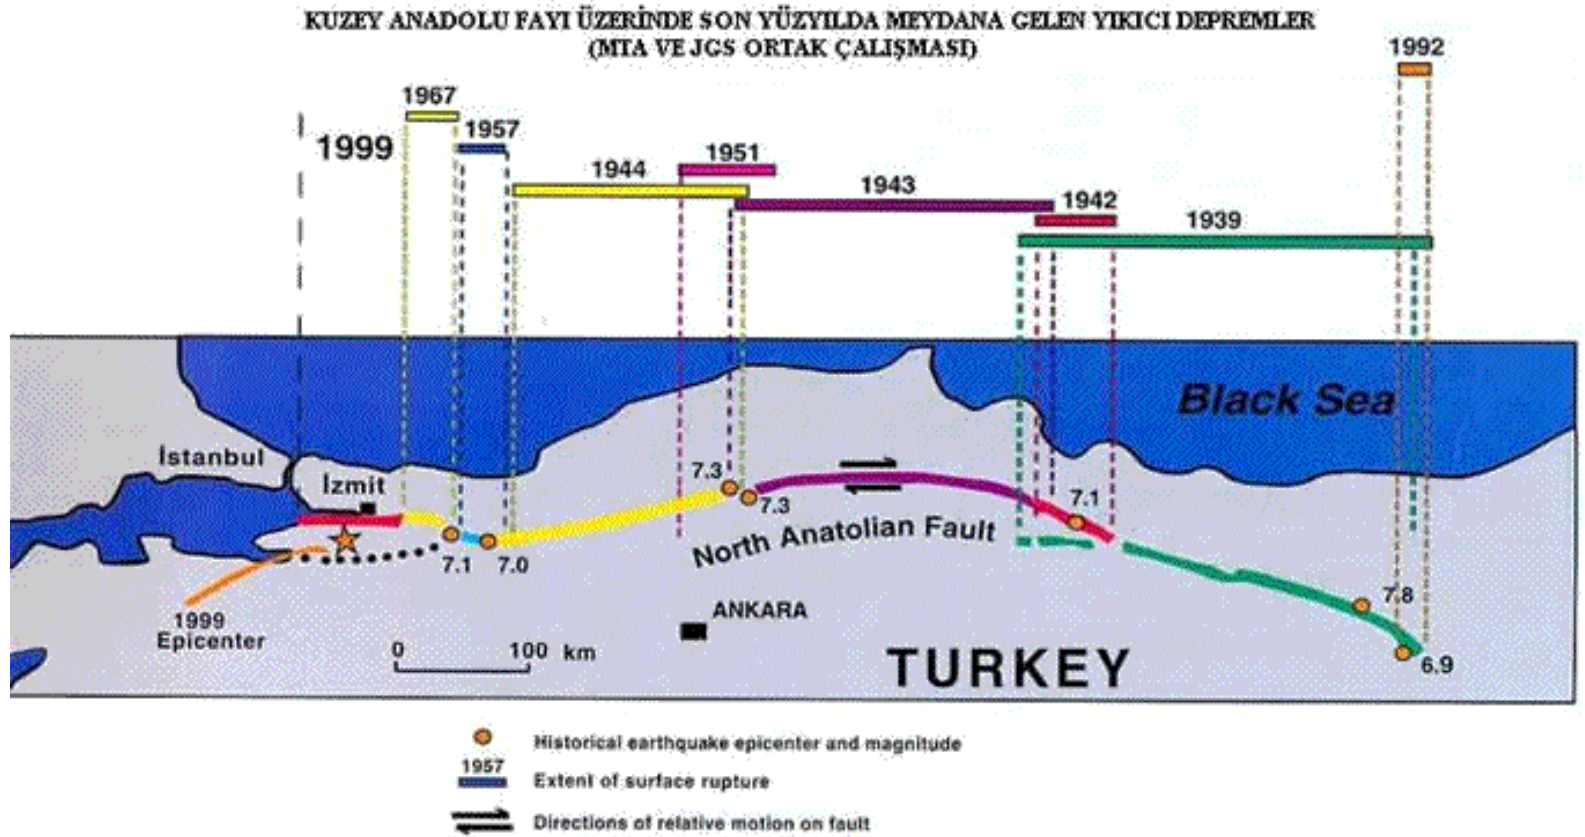 KUZEY ANADOLU FAYI ÜZERİNDE SON YÜZYILDA MEYDANA GELEN YIKICI DEPREMLER
(MTA VE JGS ORTAK ÇALIŞMASI)
1992
1967
1957
1999
1951
1944
1943
1942
1939
Black Sea
İstanbul
İzmit
7.3
7.3
7.1
North Anatolian Fault
7.1
7.0
7.8
1999
Epicenter
ANKARA
0
100 km
TURKEY
6.9
Historical earthquake epicenter and magnitude
1957
Extent of surface rupture
Directions of relative motion on fault